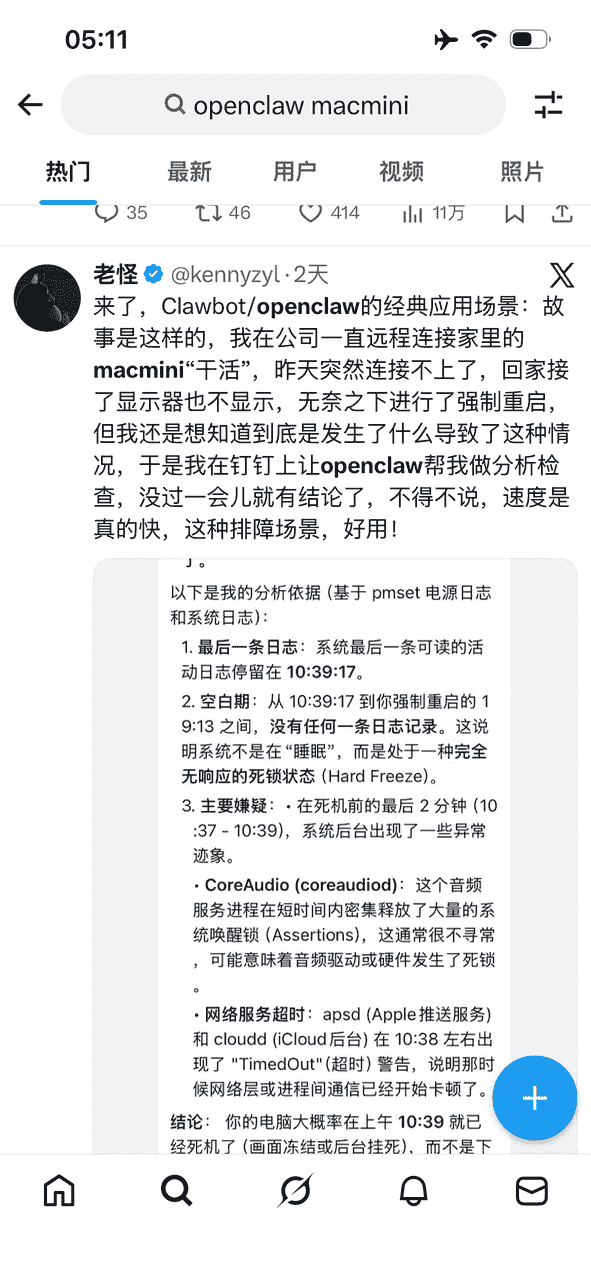 05:11
openclaw macmini
热门 最新 用户 视频 照片
35 46 414 11万
老怪 @kennyzyl·2天
来了，Clawbot/openclaw的经典应用场景：故
事是这样的，我在公司一直远程连接家里的
macmini“干活”，昨天突然连接不上了，回家接
了显示器也不显示，无奈之下进行了强制重启，
但我还是想知道到底是发生了什么导致了这种情
况，于是我在钉钉上让openclaw帮我做分析检
查，没过一会儿就有结论了，不得不说，速度是
真的快，这种排障场景，好用！
了。
以下是我的分析依据 (基于 pmset 电源日志
和系统日志)：
1. 最后一条日志：系统最后一条可读的活
动日志停留在 10:39:17。
2. 空白期：从 10:39:17 到你强制重启的 1
9:13 之间，没有任何一条日志记录。这说
明系统不是在“睡眠”，而是处于一种完全
无响应的死锁状态 (Hard Freeze)。
3. 主要嫌疑：• 在死机前的最后 2 分钟 (10
:37 - 10:39)，系统后台出现了一些异常
迹象。
• CoreAudio (coreaudiod)：这个音频
服务进程在短时间内密集释放了大量的系
统唤醒锁 (Assertions)，这通常很不寻常
，可能意味着音频驱动或硬件发生了死锁
。
• 网络服务超时：apsd (Apple推送服务)
和 cloudd (iCloud后台) 在 10:38 左右出
现了 "TimedOut"(超时) 警告，说明那时
候网络层或进程间通信已经开始卡顿了。
结论： 你的电脑大概率在上午 10:39 就已
经死机了 (画面冻结或后台挂死)，而不是下